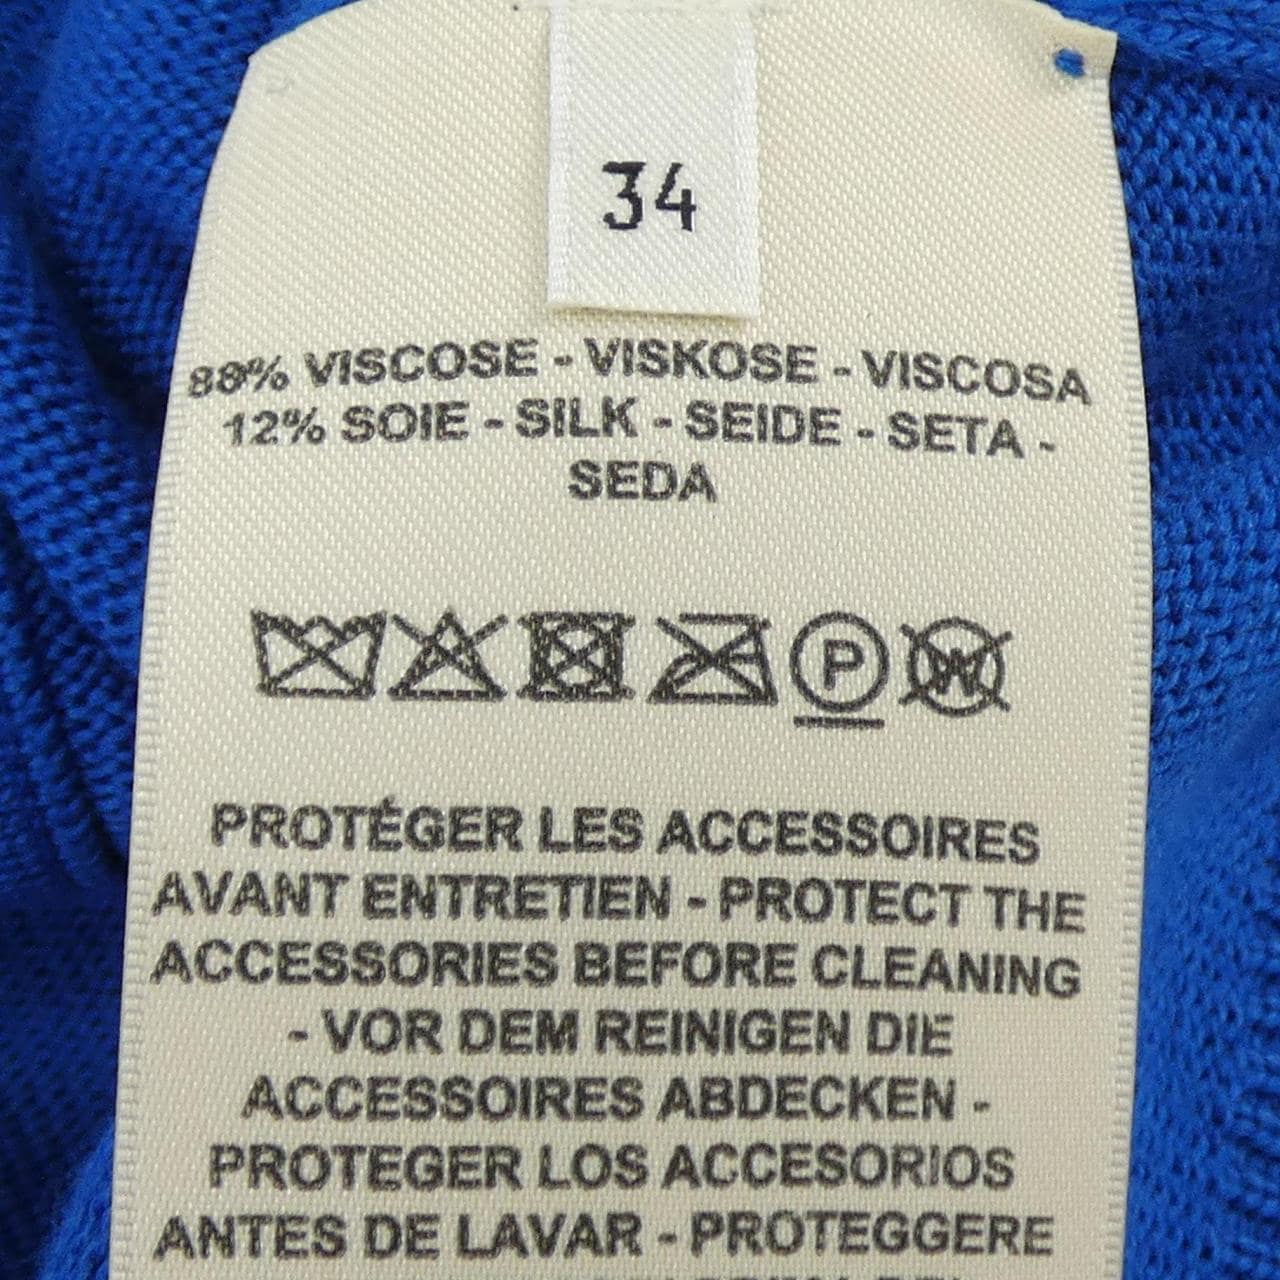 34
88% VISCOSE - VISKOSE - VISCOSA
12% SOIE - SILK - SEIDE - SETA -
SEDA
P W
PROTÉGER LES ACCESSOIRES
AVANT ENTRETIEN - PROTECT THE
ACCESSORIES BEFORE CLEANING
- VOR DEM REINIGEN DIE
ACCESSOIRES ABDECKEN -
PROTEGER LOS ACCESORIOS
ANTES DE LAVAR - PROTEGGERE